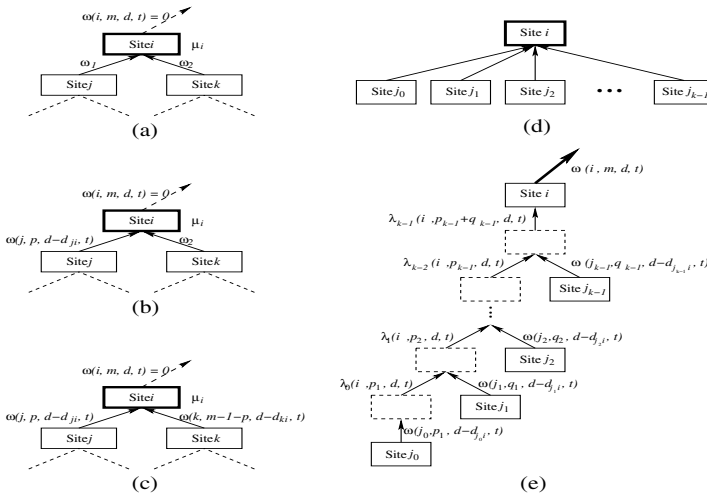 ω(i, m, d, t) = 0
Site i
μi
ω1
ω2
Site j
Site k
(a)
ω(i, m, d, t) = 0
Site i
μi
ω(j, p, d−dji, t)
ω2
Site j
Site k
(b)
ω(i, m, d, t) = 0
Site i
μi
ω(j, p, d−dji, t)
ω(k, m−1−p, d−dki, t)
Site j
Site k
(c)
Site i
Site j0
Site j1
Site j2
• • •
Site jk−1
(d)
ω (i , m, d, t)
Site i
λk−1 (i , pk−1+q k−1, d, t)
λk−2 (i , pk−1, d, t)
ω (jk−1,q k−1, d−djk−1i, t)
Site jk−1
λ1(i , p2, d, t)
ω(j2,q2, d−dj2i, t)
Site j2
λ0(i , p1, d, t)
ω(j1,q1, d−dj1i, t)
Site j1
ω(j0,p1, d−dj0i, t)
Site j0
(e)